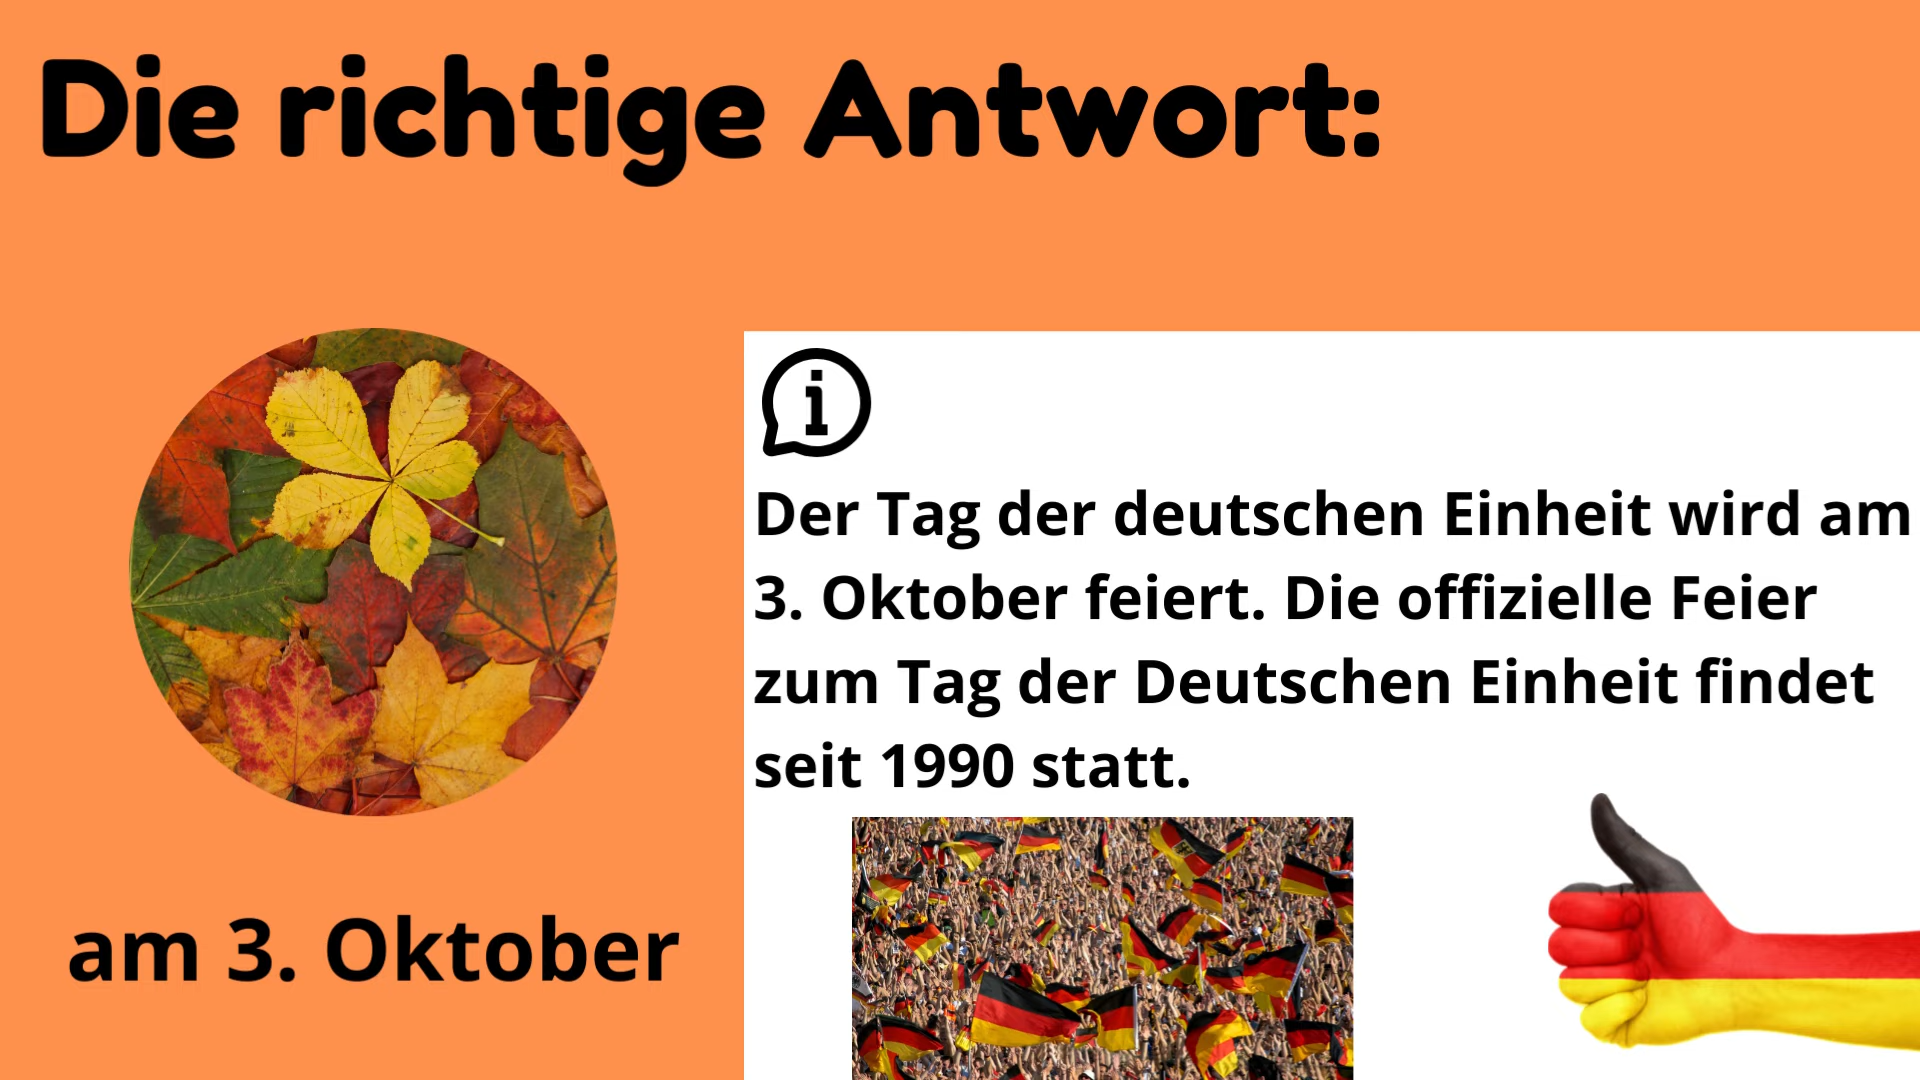 Die richtige Antwort:
i
Der Tag der deutschen Einheit wird am
3. Oktober feiert. Die offizielle Feier
zum Tag der Deutschen Einheit findet
seit 1990 statt.
am 3. Oktober